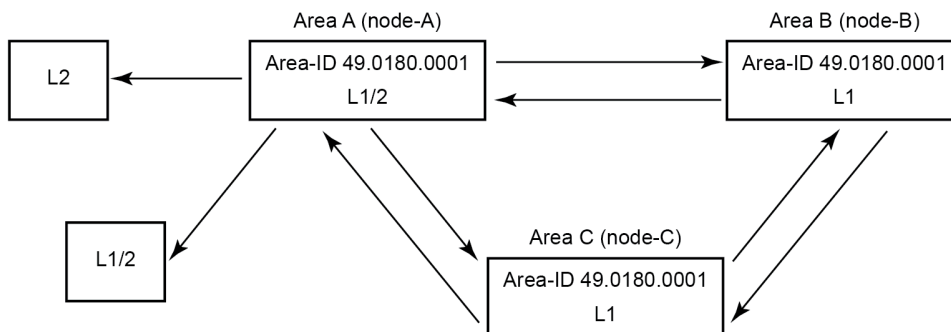 Area A (node-A)
Area B (node-B)
L2
Area-ID 49.0180.0001
L1/2
Area-ID 49.0180.0001
L1
L1/2
Area C (node-C)
Area-ID 49.0180.0001
L1